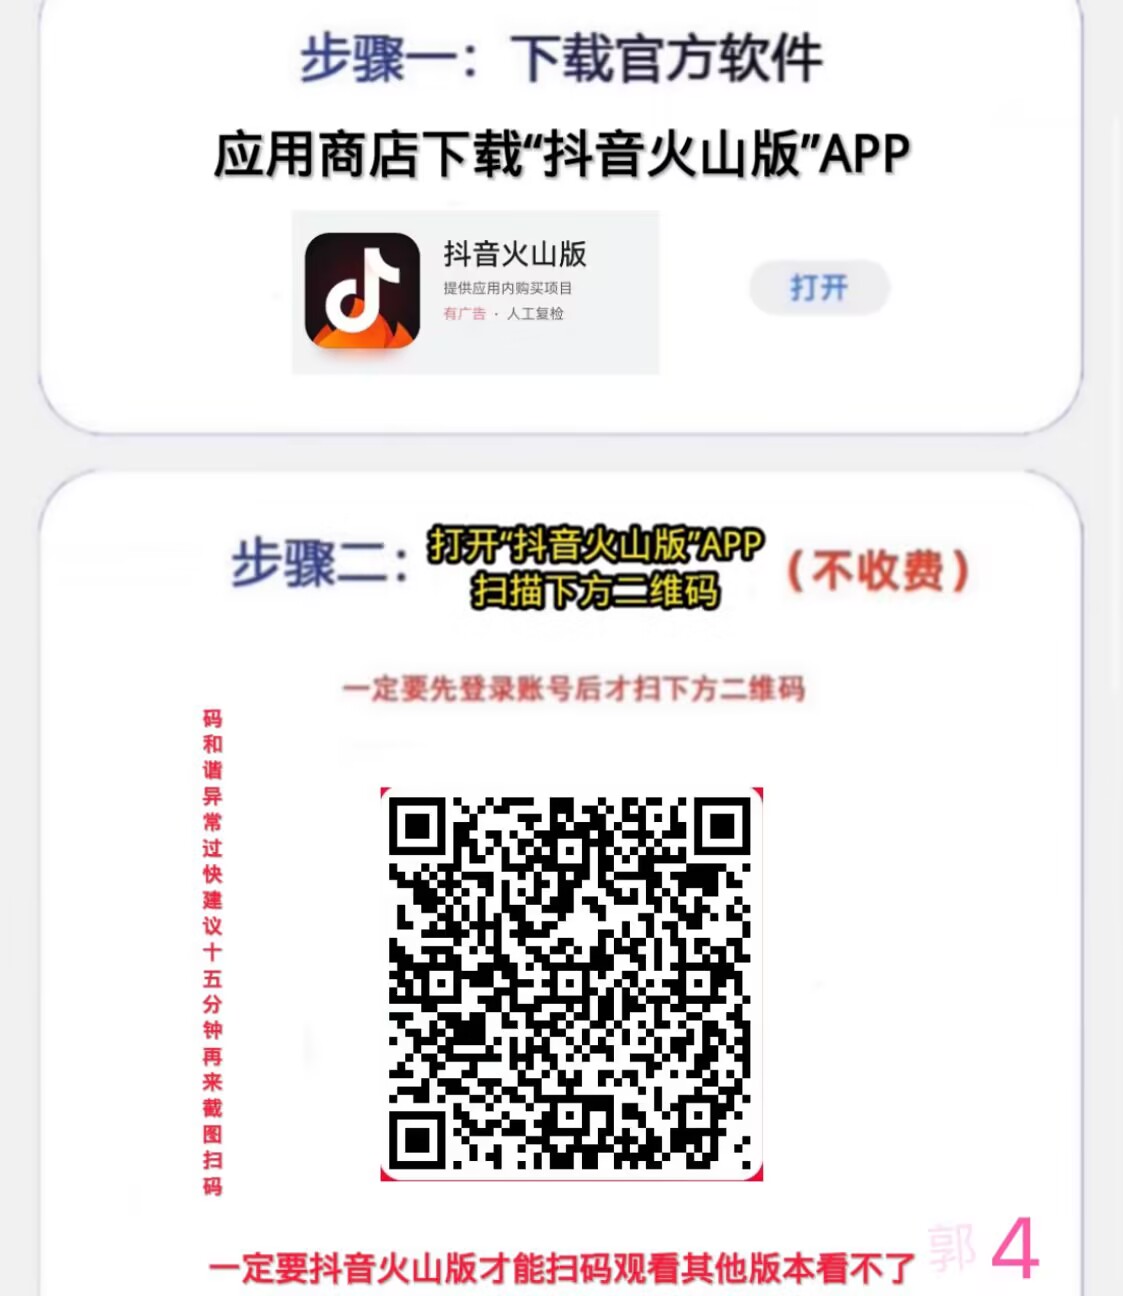 步骤一：下载官方软件
应用商店下载“抖音火山版”APP
抖音火山版
提供应用内购买项目
有广告 · 人工复检
打开
步骤二：
打开“抖音火山版”APP
扫描下方二维码
（不收费）
一定要先登录账号后才扫下方二维码
码和谐异常过快建议十五分钟再来截图扫码
一定要抖音火山版才能扫码观看其他版本看不了
郭 4